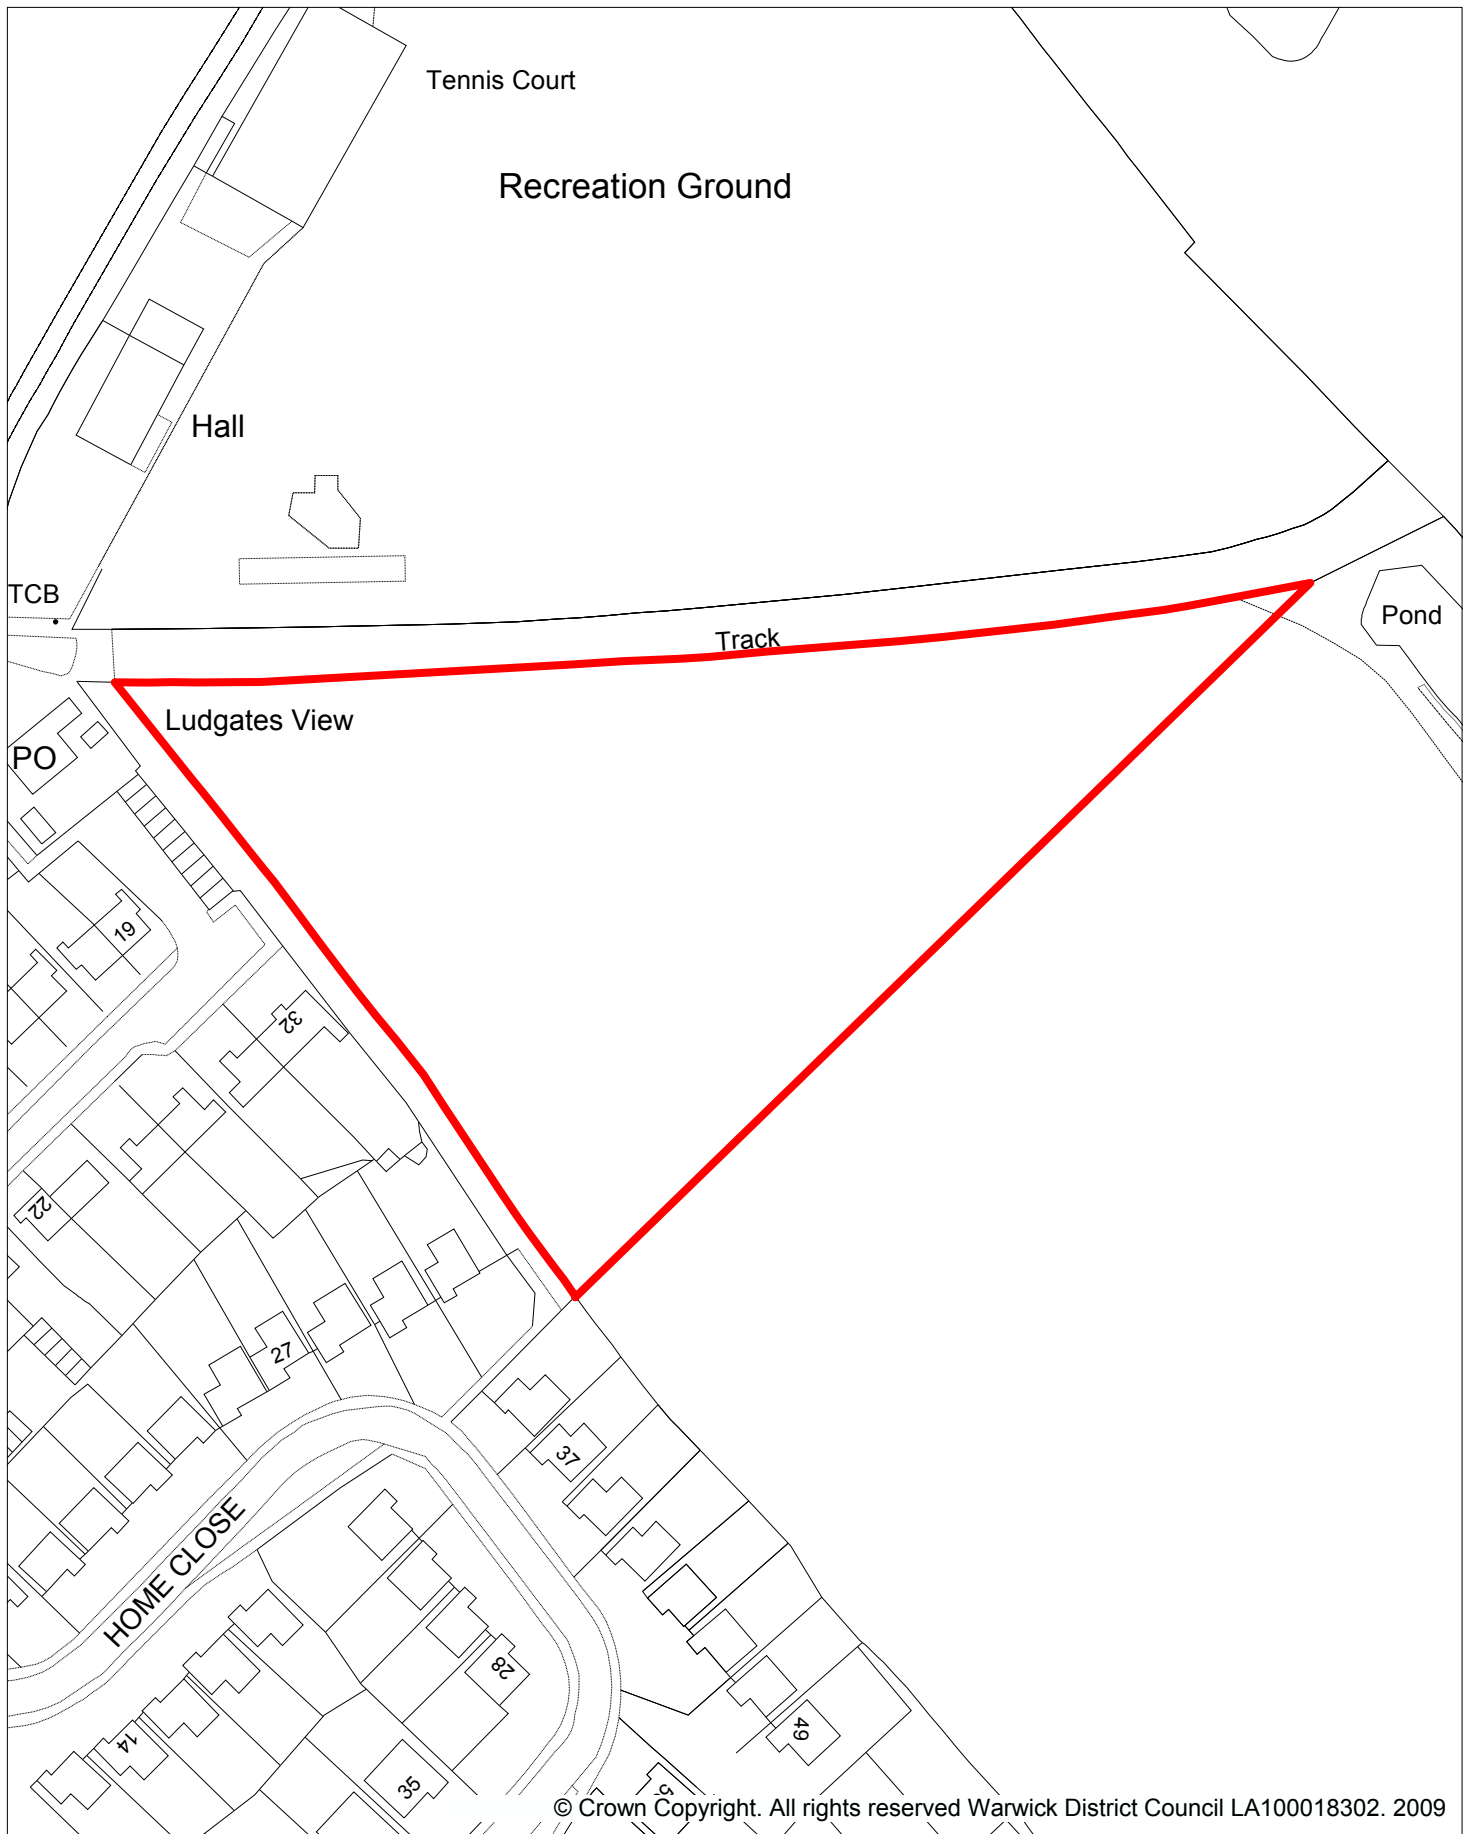 Tennis Court
Recreation Ground
Hall
TCB
Pond
Track
Ludgates View
PO
19
32
22
27
37
HOME CLOSE
28
49
14
35
© Crown Copyright. All rights reserved Warwick District Council LA100018302. 2009